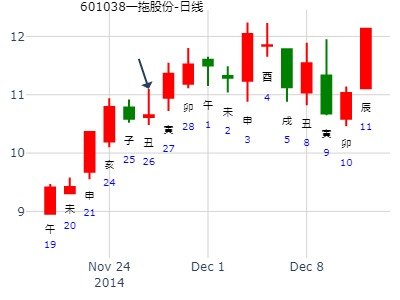 601038一拖股份-日线
12
11
10
9
午
19
未
20
申
21
亥
24
子
25
丑
26
寅
27
卯
28
午
1
未
2
申
3
酉
4
戌
5
丑
8
寅
9
卯
10
辰
11
Nov 24
2014
Dec 1
Dec 8